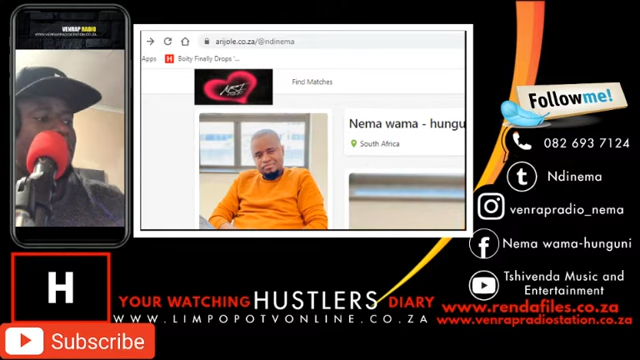 VENRAP RADIO
arijole.co.za/@ndinema
Apps
H
Boity Finally Drops '...
Find Matches
Nema wama - hungu
South Africa
Followme!
082 693 7124
t
Ndinema
venrapradio_nema
f
Nema wama-hunguni
Tshivenda Music and
Entertainment
H
YOUR WATCHING HUSTLERS DIARY
WWW.LIMPOPOTVONLINE.CO.ZA
www.rendafiles.co.za
www.venrapradiostation.co.za
Subscribe